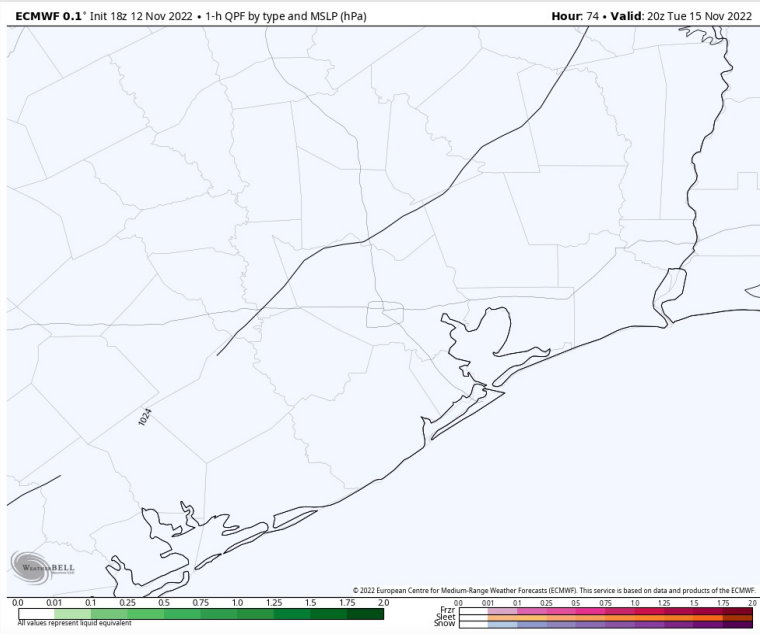 ECMWF 0.1° Init 18z 12 Nov 2022 • 1-h QPF by type and MSLP (hPa)
Hour: 74 • Valid: 20z Tue 15 Nov 2022
1024
WEATHERBELL
© 2022 European Centre for Medium-Range Weather Forecasts (ECMWF). This service is based on data and products of the ECMWF.
0.0 0.01 0.1 0.25 0.5 0.75 1.0 1.25 1.5 1.75 2.0
All values represent liquid equivalent
0.0 0.01 0.1 0.25 0.5 0.75 1.0 1.25 1.5 1.75 2.0
Frzr
Sleet
Snow